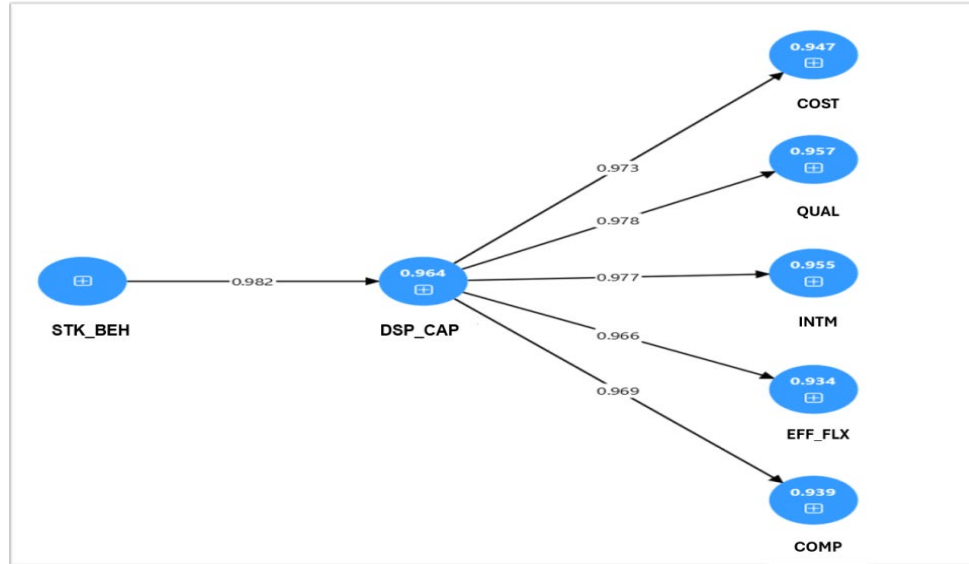 0.947
COST
0.973
0.957
QUAL
0.978
0.982
0.964
0.977
0.955
STK_BEH
DSP_CAP
INTM
0.966
0.934
EFF_FLX
0.969
0.939
COMP